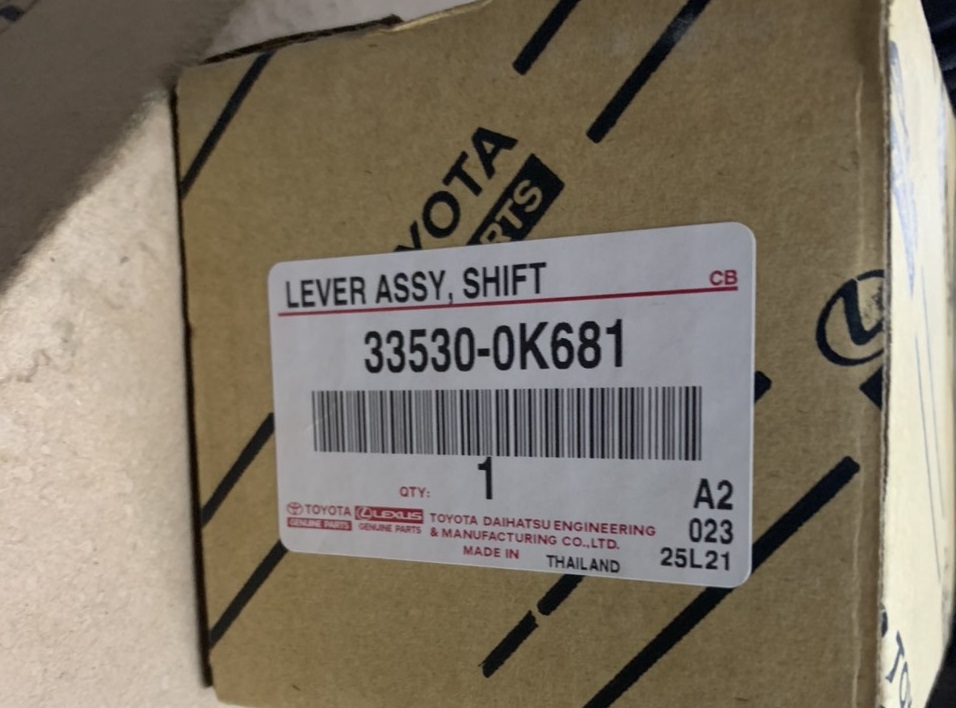 TOYOTA
LEVER ASSY, SHIFT CB
33530-0K681
QTY: 1
A2
TOYOTA LEXUS TOYOTA DAIHATSU ENGINEERING 023
GENUINE PARTS GENUINE PARTS & MANUFACTURING CO.,LTD.
MADE IN THAILAND 25L21